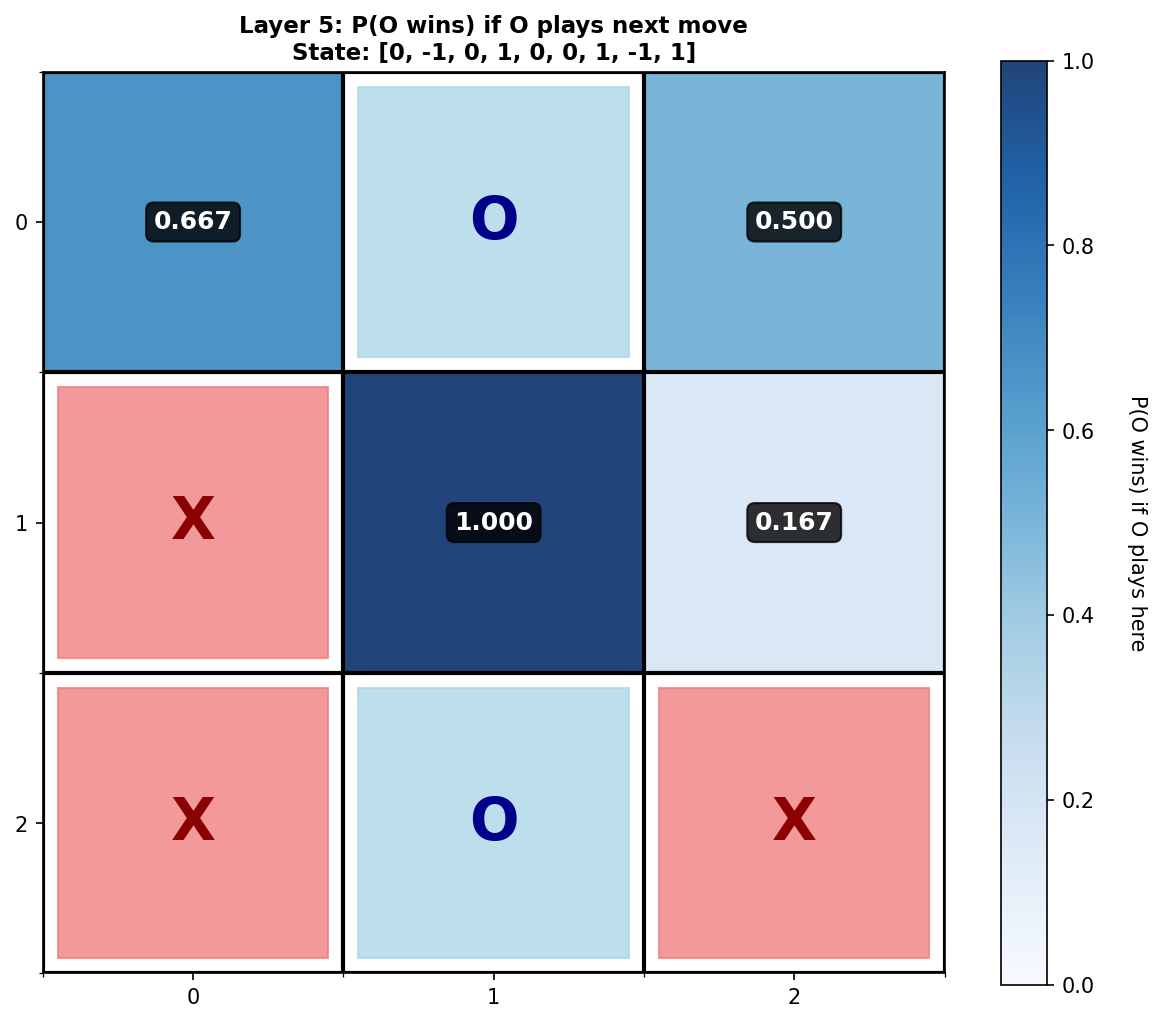 Layer 5: P(O wins) if O plays next move
State: [0, -1, 0, 1, 0, 0, 1, -1, 1]
0.667 O 0.500
X 1.000 0.167
X O X
0
1
2
0 1 2
1.0
0.8
0.6
0.4
0.2
0.0
P(O wins) if O plays here